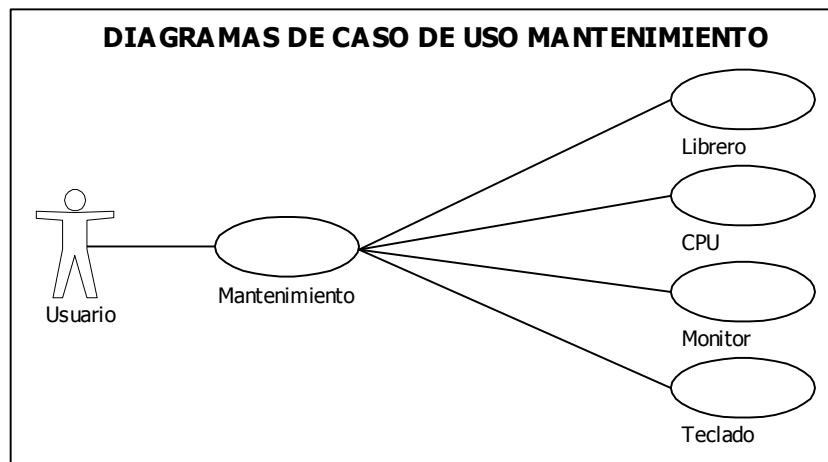 DIAGRAMAS DE CASO DE USO MANTENIMIENTO
Librero
CPU
Mantenimiento
Usuario
Monitor
Teclado